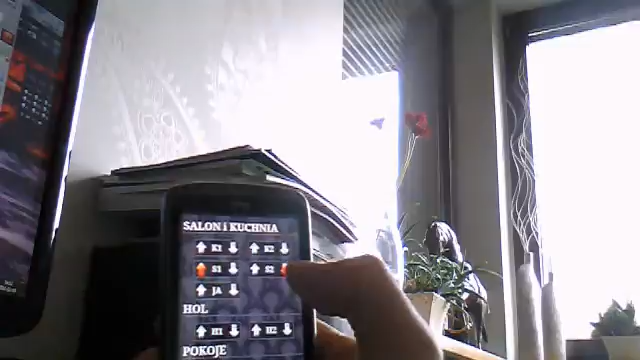 SALON i KUCHNIA
K1 K2
S1 S2
JA
HOL
H1 H2
POKOJE